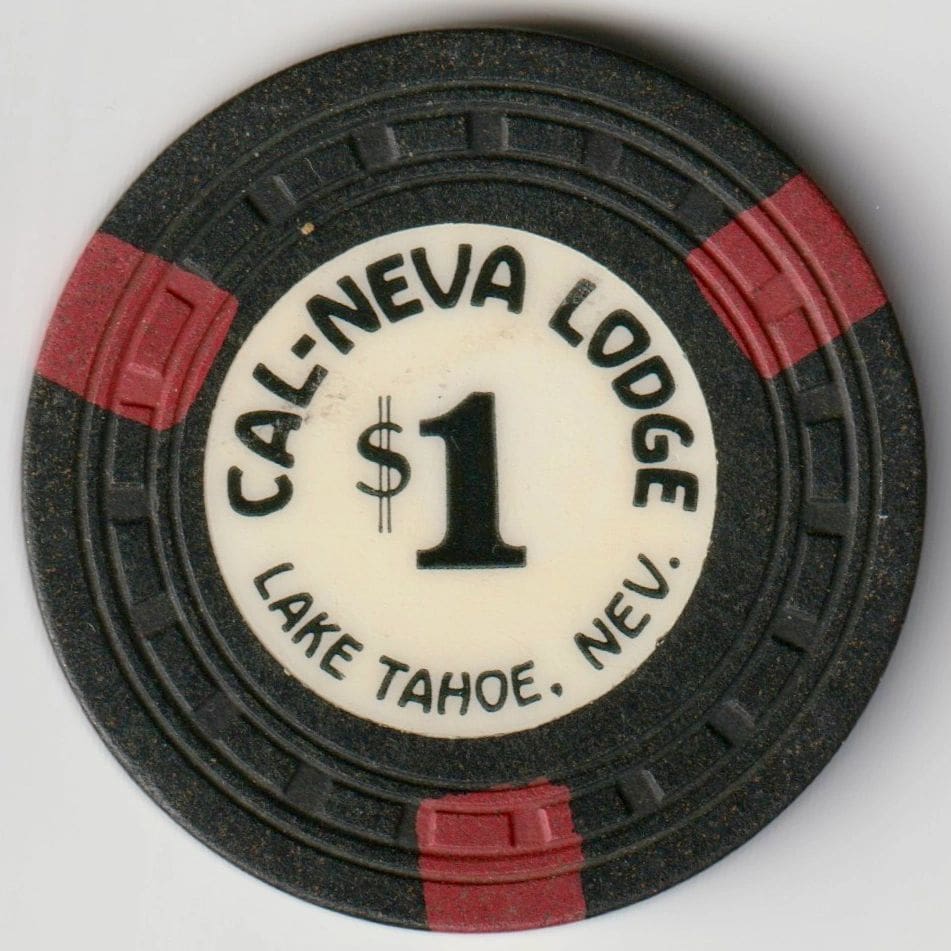 CAL-NEVA LODGE
$1
LAKE TAHOE, NEV.